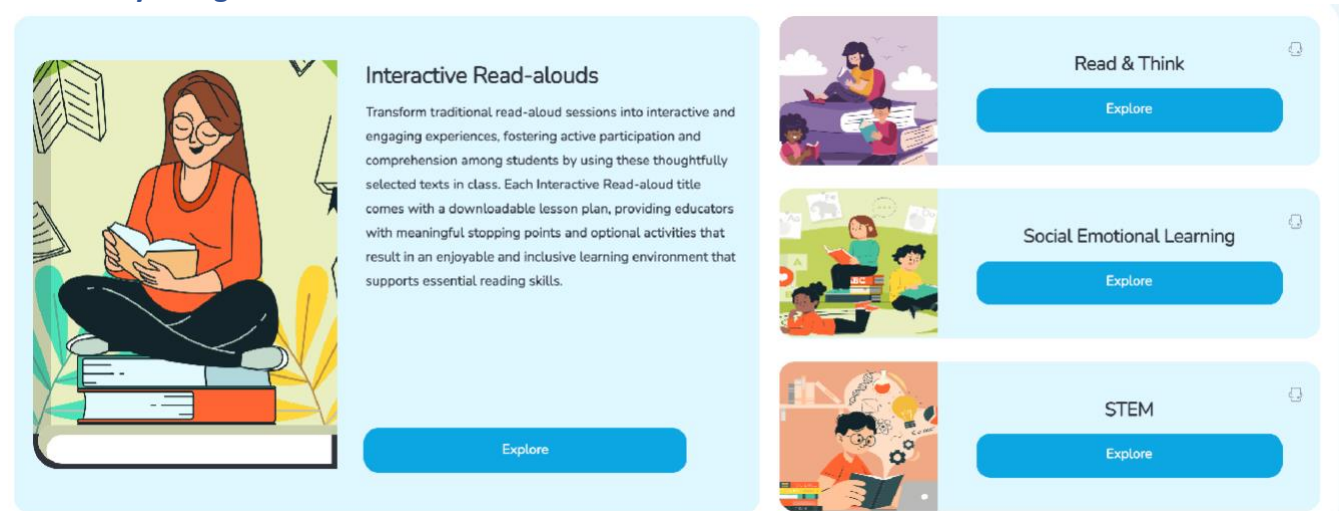 Interactive Read-alouds
Transform traditional read-aloud sessions into interactive and
engaging experiences, fostering active participation and
comprehension among students by using these thoughtfully
selected texts in class. Each Interactive Read-aloud title
comes with a downloadable lesson plan, providing educators
with meaningful stopping points and optional activities that
result in an enjoyable and inclusive learning environment that
supports essential reading skills.
Explore
Read & Think
Explore
Social Emotional Learning
Explore
STEM
Explore